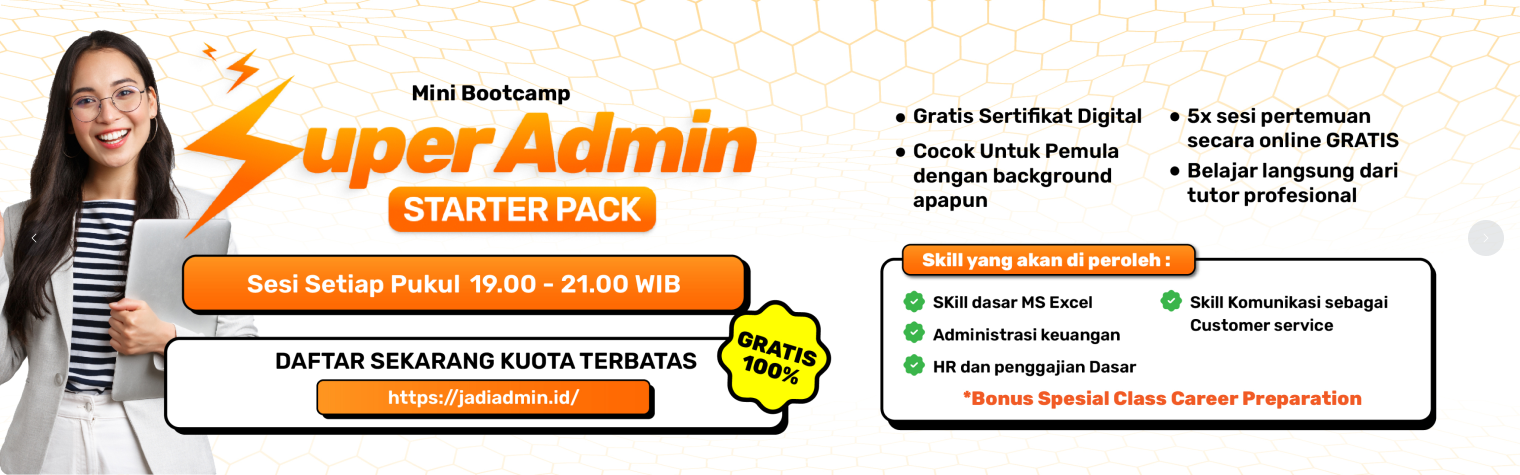 Mini Bootcamp
Super Admin
STARTER PACK
Sesi Setiap Pukul 19.00 - 21.00 WIB
DAFTAR SEKARANG KUOTA TERBATAS
https://jadiadmin.id/
GRATIS
100%
• Gratis Sertifikat Digital
• Cocok Untuk Pemula
dengan background
apapun
• 5x sesi pertemuan
secara online GRATIS
• Belajar langsung dari
tutor profesional
Skill yang akan di peroleh :
SKill dasar MS Excel
Administrasi keuangan
HR dan penggajian Dasar
Skill Komunikasi sebagai
Customer service
*Bonus Spesial Class Career Preparation